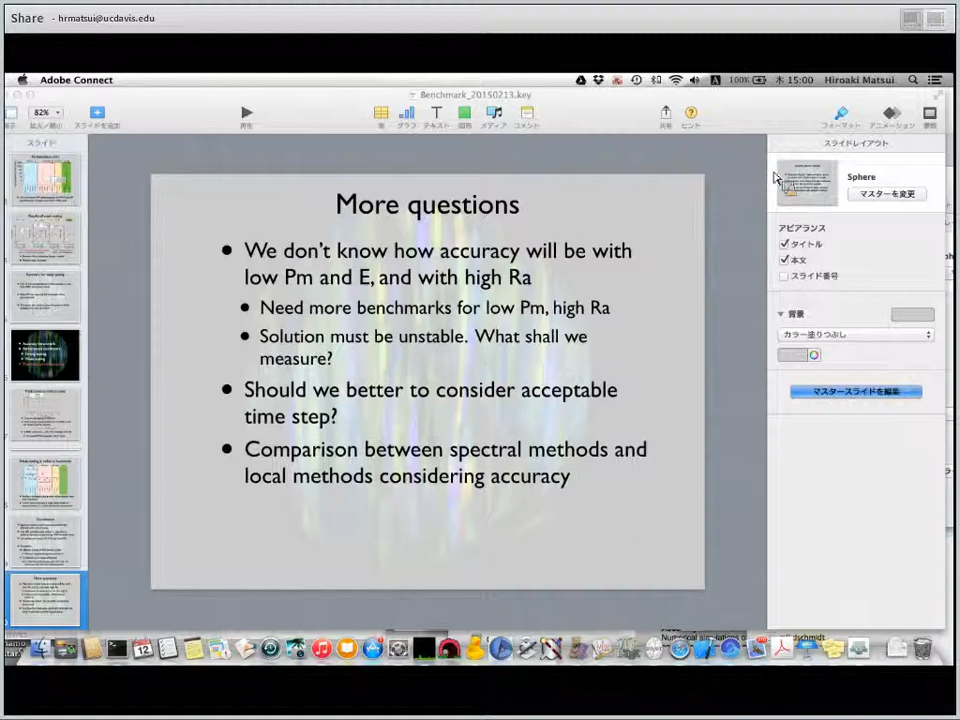 Share - hrmatsui@ucdavis.edu
Adobe Connect
100%
木 15:00
Hiroaki Matsui
Benchmark_20150213.key
82%
拡大/縮小
スライドを追加
再生
表
グラフ
テキスト
図形
メディア
コメント
共有
ヒント
フォーマット
アニメーション
書類
スライド
スライドレイアウト
More questions
• We don't know how accuracy will be with
low Pm and E, and with high Ra
• Need more benchmarks for low Pm, high Ra
• Solution must be unstable. What shall we
measure?
• Should we better to consider acceptable
time step?
• Comparison between spectral methods and
local methods considering accuracy
Sphere
マスターを変更
アピアランス
タイトル
本文
スライド番号
背景
カラー塗りつぶし
マスタースライドを編集
Numerical simulations of